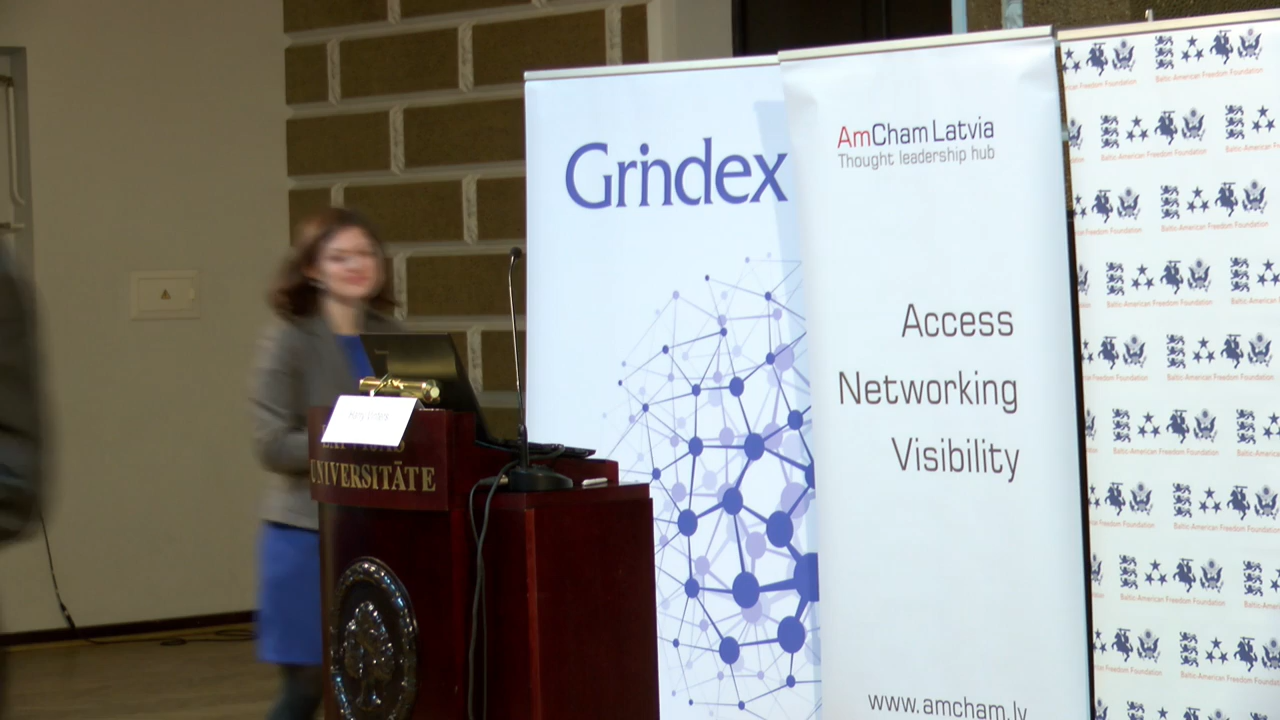 Grindex
AmCham Latvia
Thought leadership hub
Access
Networking
Visibility
www.amcham.lv
UNIVERSITĀTE
Baltic-American Freedom Foundation